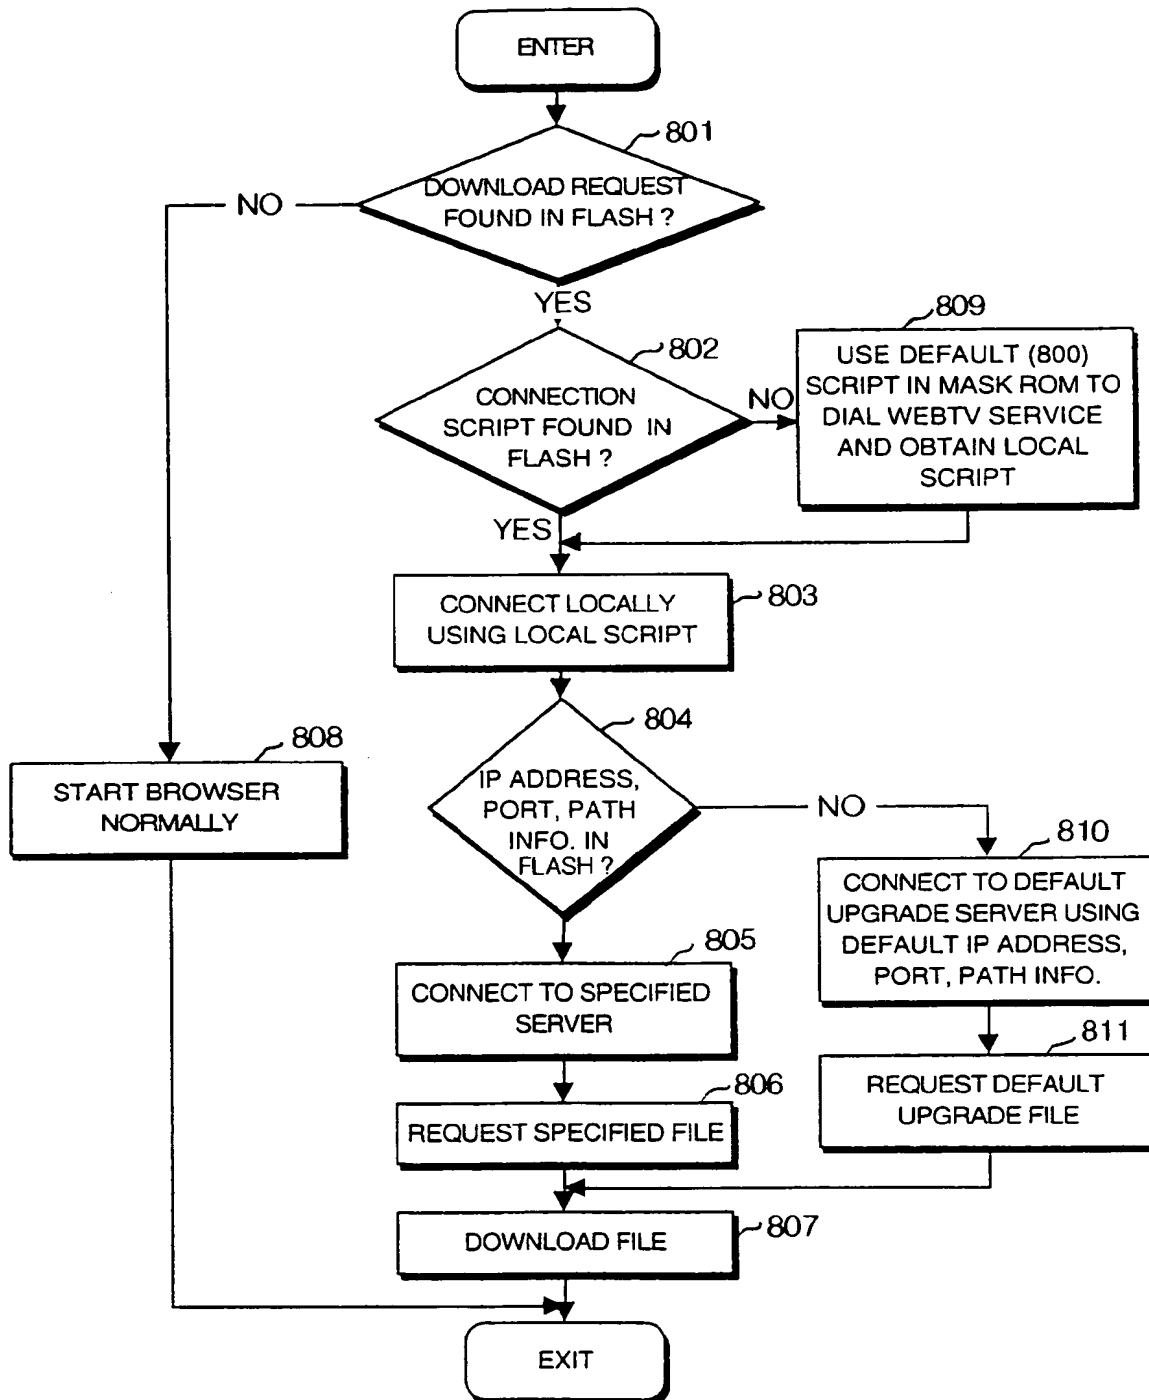 ENTER
801
DOWNLOAD REQUEST
FOUND IN FLASH ?
NO
YES
802
CONNECTION
SCRIPT FOUND IN
FLASH ?
NO
809
USE DEFAULT (800)
SCRIPT IN MASK ROM TO
DIAL WEBTV SERVICE
AND OBTAIN LOCAL
SCRIPT
YES
803
CONNECT LOCALLY
USING LOCAL SCRIPT
804
IP ADDRESS,
PORT, PATH
INFO. IN
FLASH ?
NO
808
START BROWSER
NORMALLY
810
CONNECT TO DEFAULT
UPGRADE SERVER USING
DEFAULT IP ADDRESS,
PORT, PATH INFO.
805
CONNECT TO SPECIFIED
SERVER
811
REQUEST DEFAULT
UPGRADE FILE
806
REQUEST SPECIFIED FILE
807
DOWNLOAD FILE
EXIT